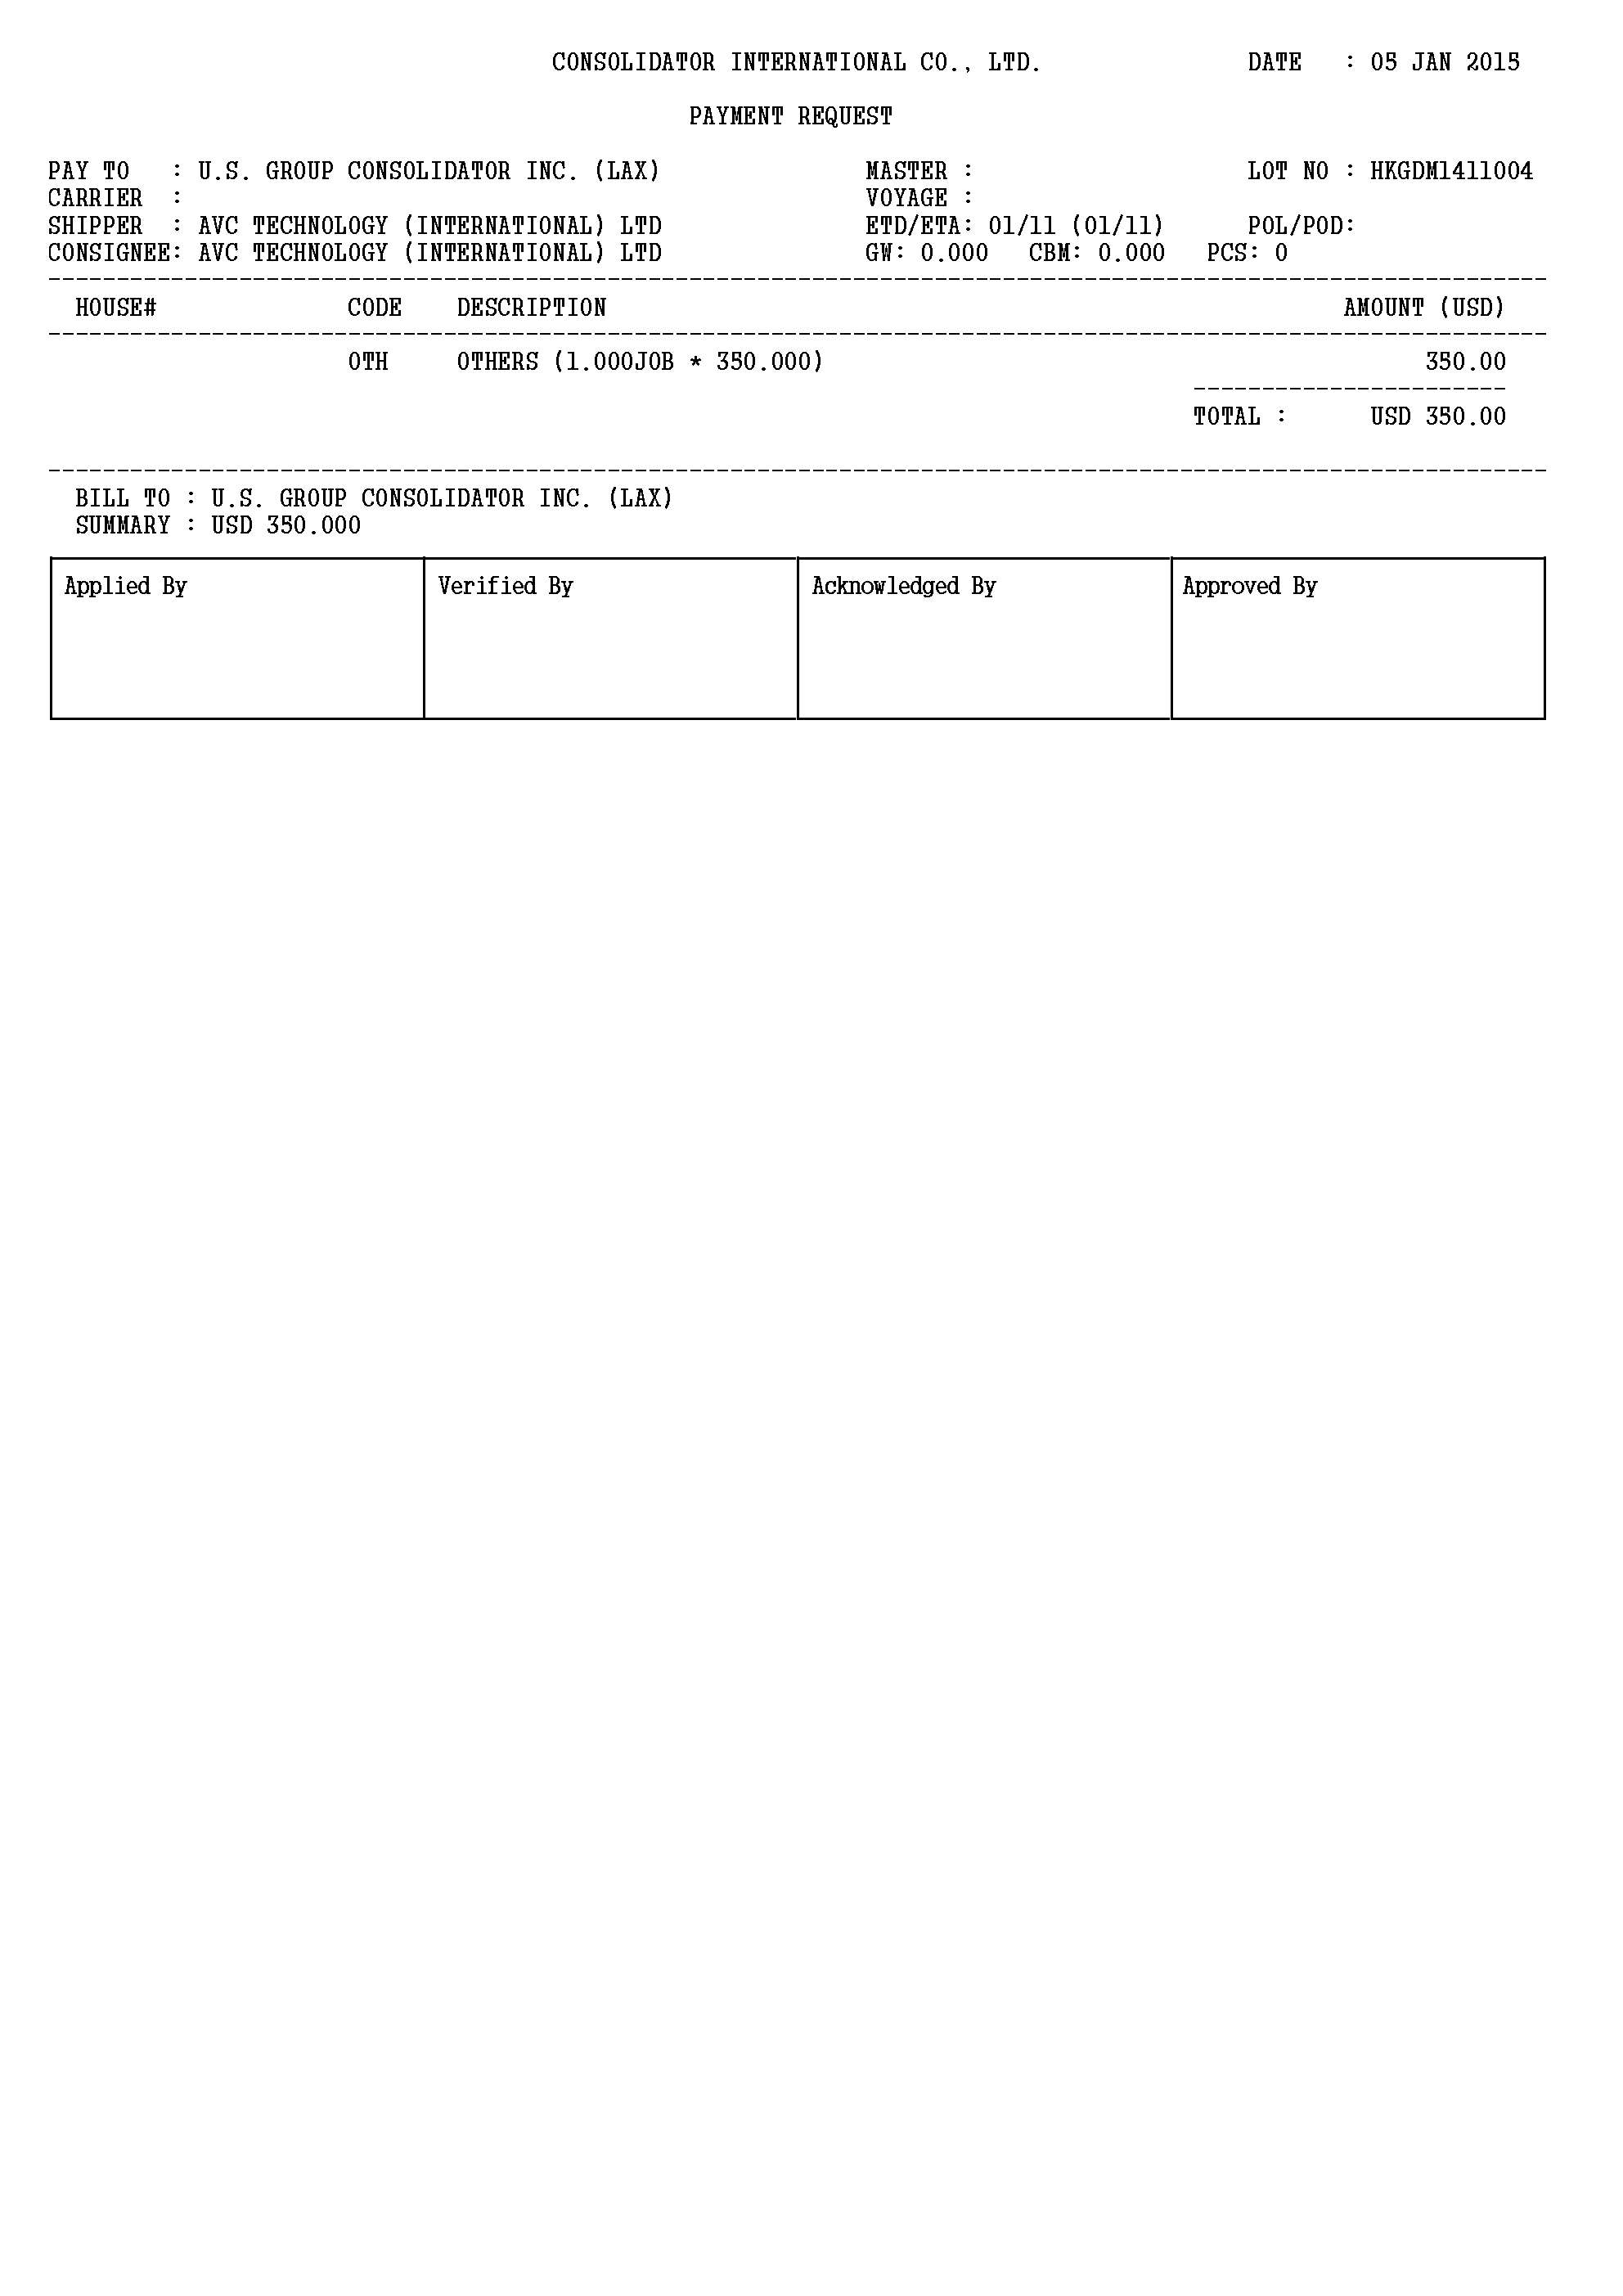 CONSOLIDATOR INTERNATIONAL CO., LTD. DATE : 05 JAN 2015
PAYMENT REQUEST
PAY TO : U.S. GROUP CONSOLIDATOR INC. (LAX) MASTER : LOT NO : HKGDM1411004
CARRIER : VOYAGE :
SHIPPER : AVC TECHNOLOGY (INTERNATIONAL) LTD ETD/ETA: 01/11 (01/11) POL/POD:
CONSIGNEE: AVC TECHNOLOGY (INTERNATIONAL) LTD GW: 0.000 CBM: 0.000 PCS: 0
HOUSE# CODE DESCRIPTION AMOUNT (USD)
OTH OTHERS (1.000JOB * 350.000) 350.00
TOTAL : USD 350.00
BILL TO : U.S. GROUP CONSOLIDATOR INC. (LAX)
SUMMARY : USD 350.000
Applied By Verified By Acknowledged By Approved By